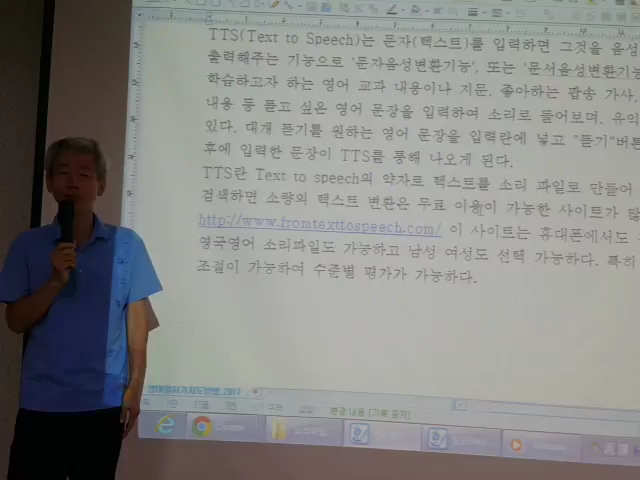 TTS(Text to Speech)는 문자(텍스트)를 입력하면 그것을 음성
출력해주는 기능으로 '문자음성변환기능', 또는 '문서음성변환기능
학습하고자 하는 영어 교과 내용이나 지문, 좋아하는 팝송 가사,
내용 등 듣고 싶은 영어 문장을 입력하여 소리로 들어보며, 유익
있다. 대개 듣기를 원하는 영어 문장을 입력란에 넣고 "듣기"버튼
후에 입력한 문장이 TTS를 통해 나오게 된다.
TTS란 Text to speech의 약자로 텍스트를 소리 파일로 만들어
검색하면 소량의 텍스트 변환은 무료 이용이 가능한 사이트가 많
http://www.fromtexttospeech.com/ 이 사이트는 휴대폰에서도
영국영어 소리파일도 가능하고 남성 여성도 선택 가능하다. 특히
조절이 가능하여 수준별 평가가 가능하다.
변경 내용 [기록 중지]